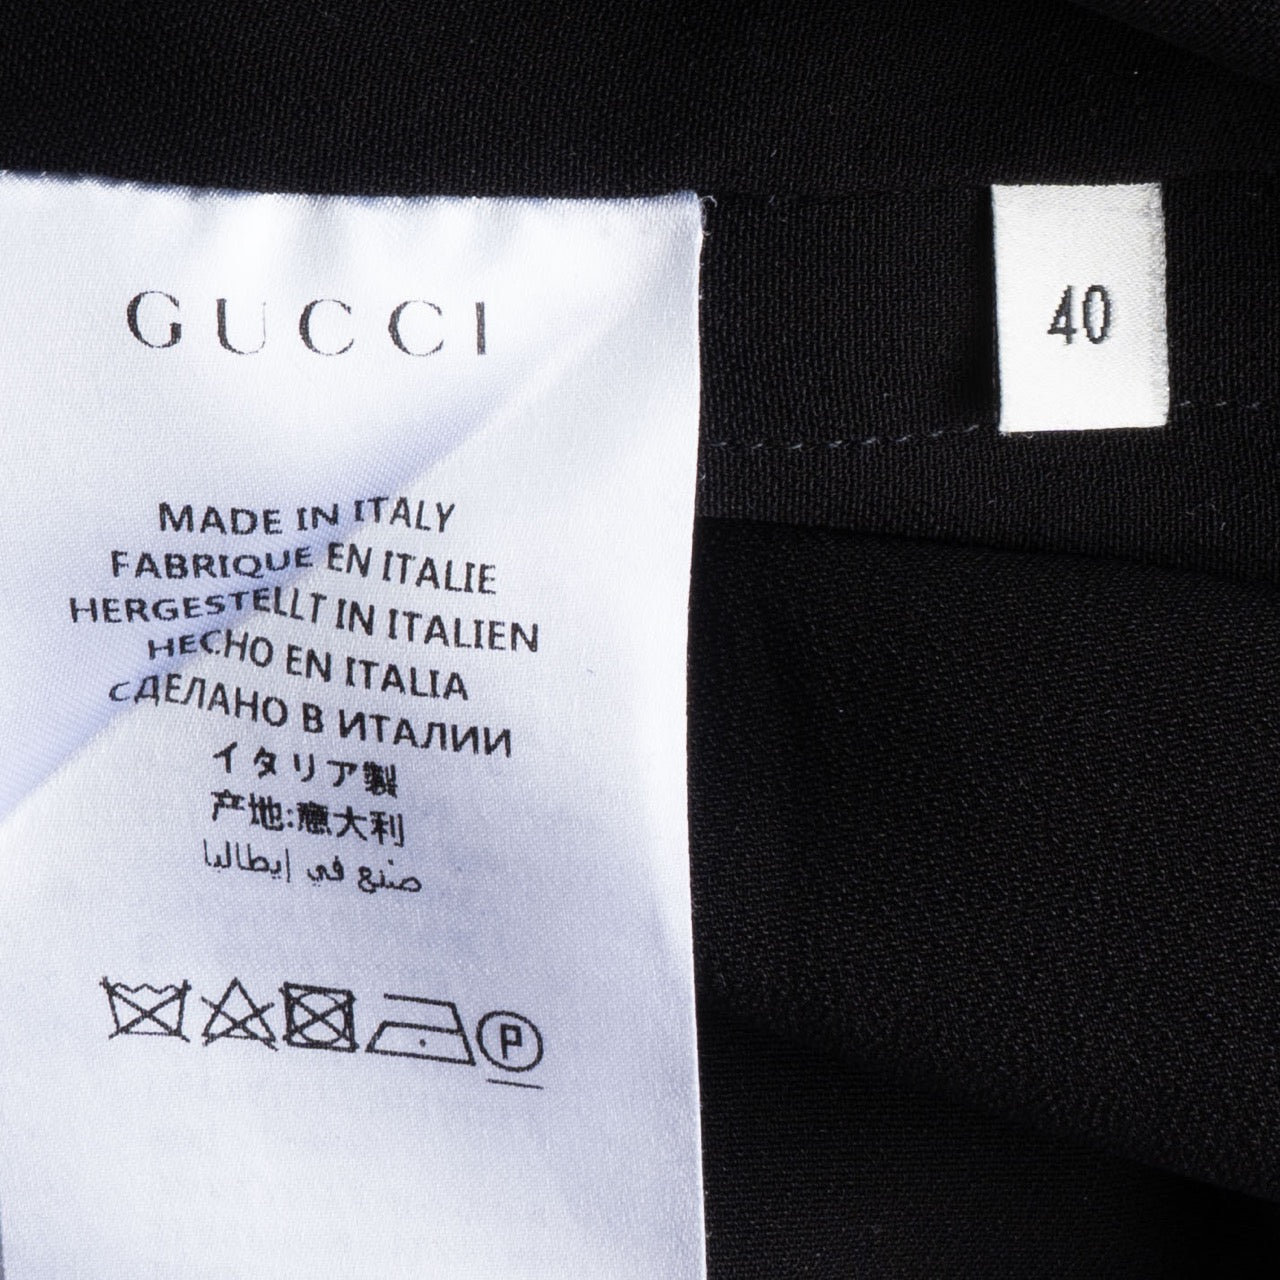 GUCCI
40
MADE IN ITALY
FABRIQUE EN ITALIE
HERGESTELLT IN ITALIEN
HECHO EN ITALIA
СДЕЛАНО В ИТАЛИИ
イタリア製
产地:意大利
صنع في إيطاليا
P